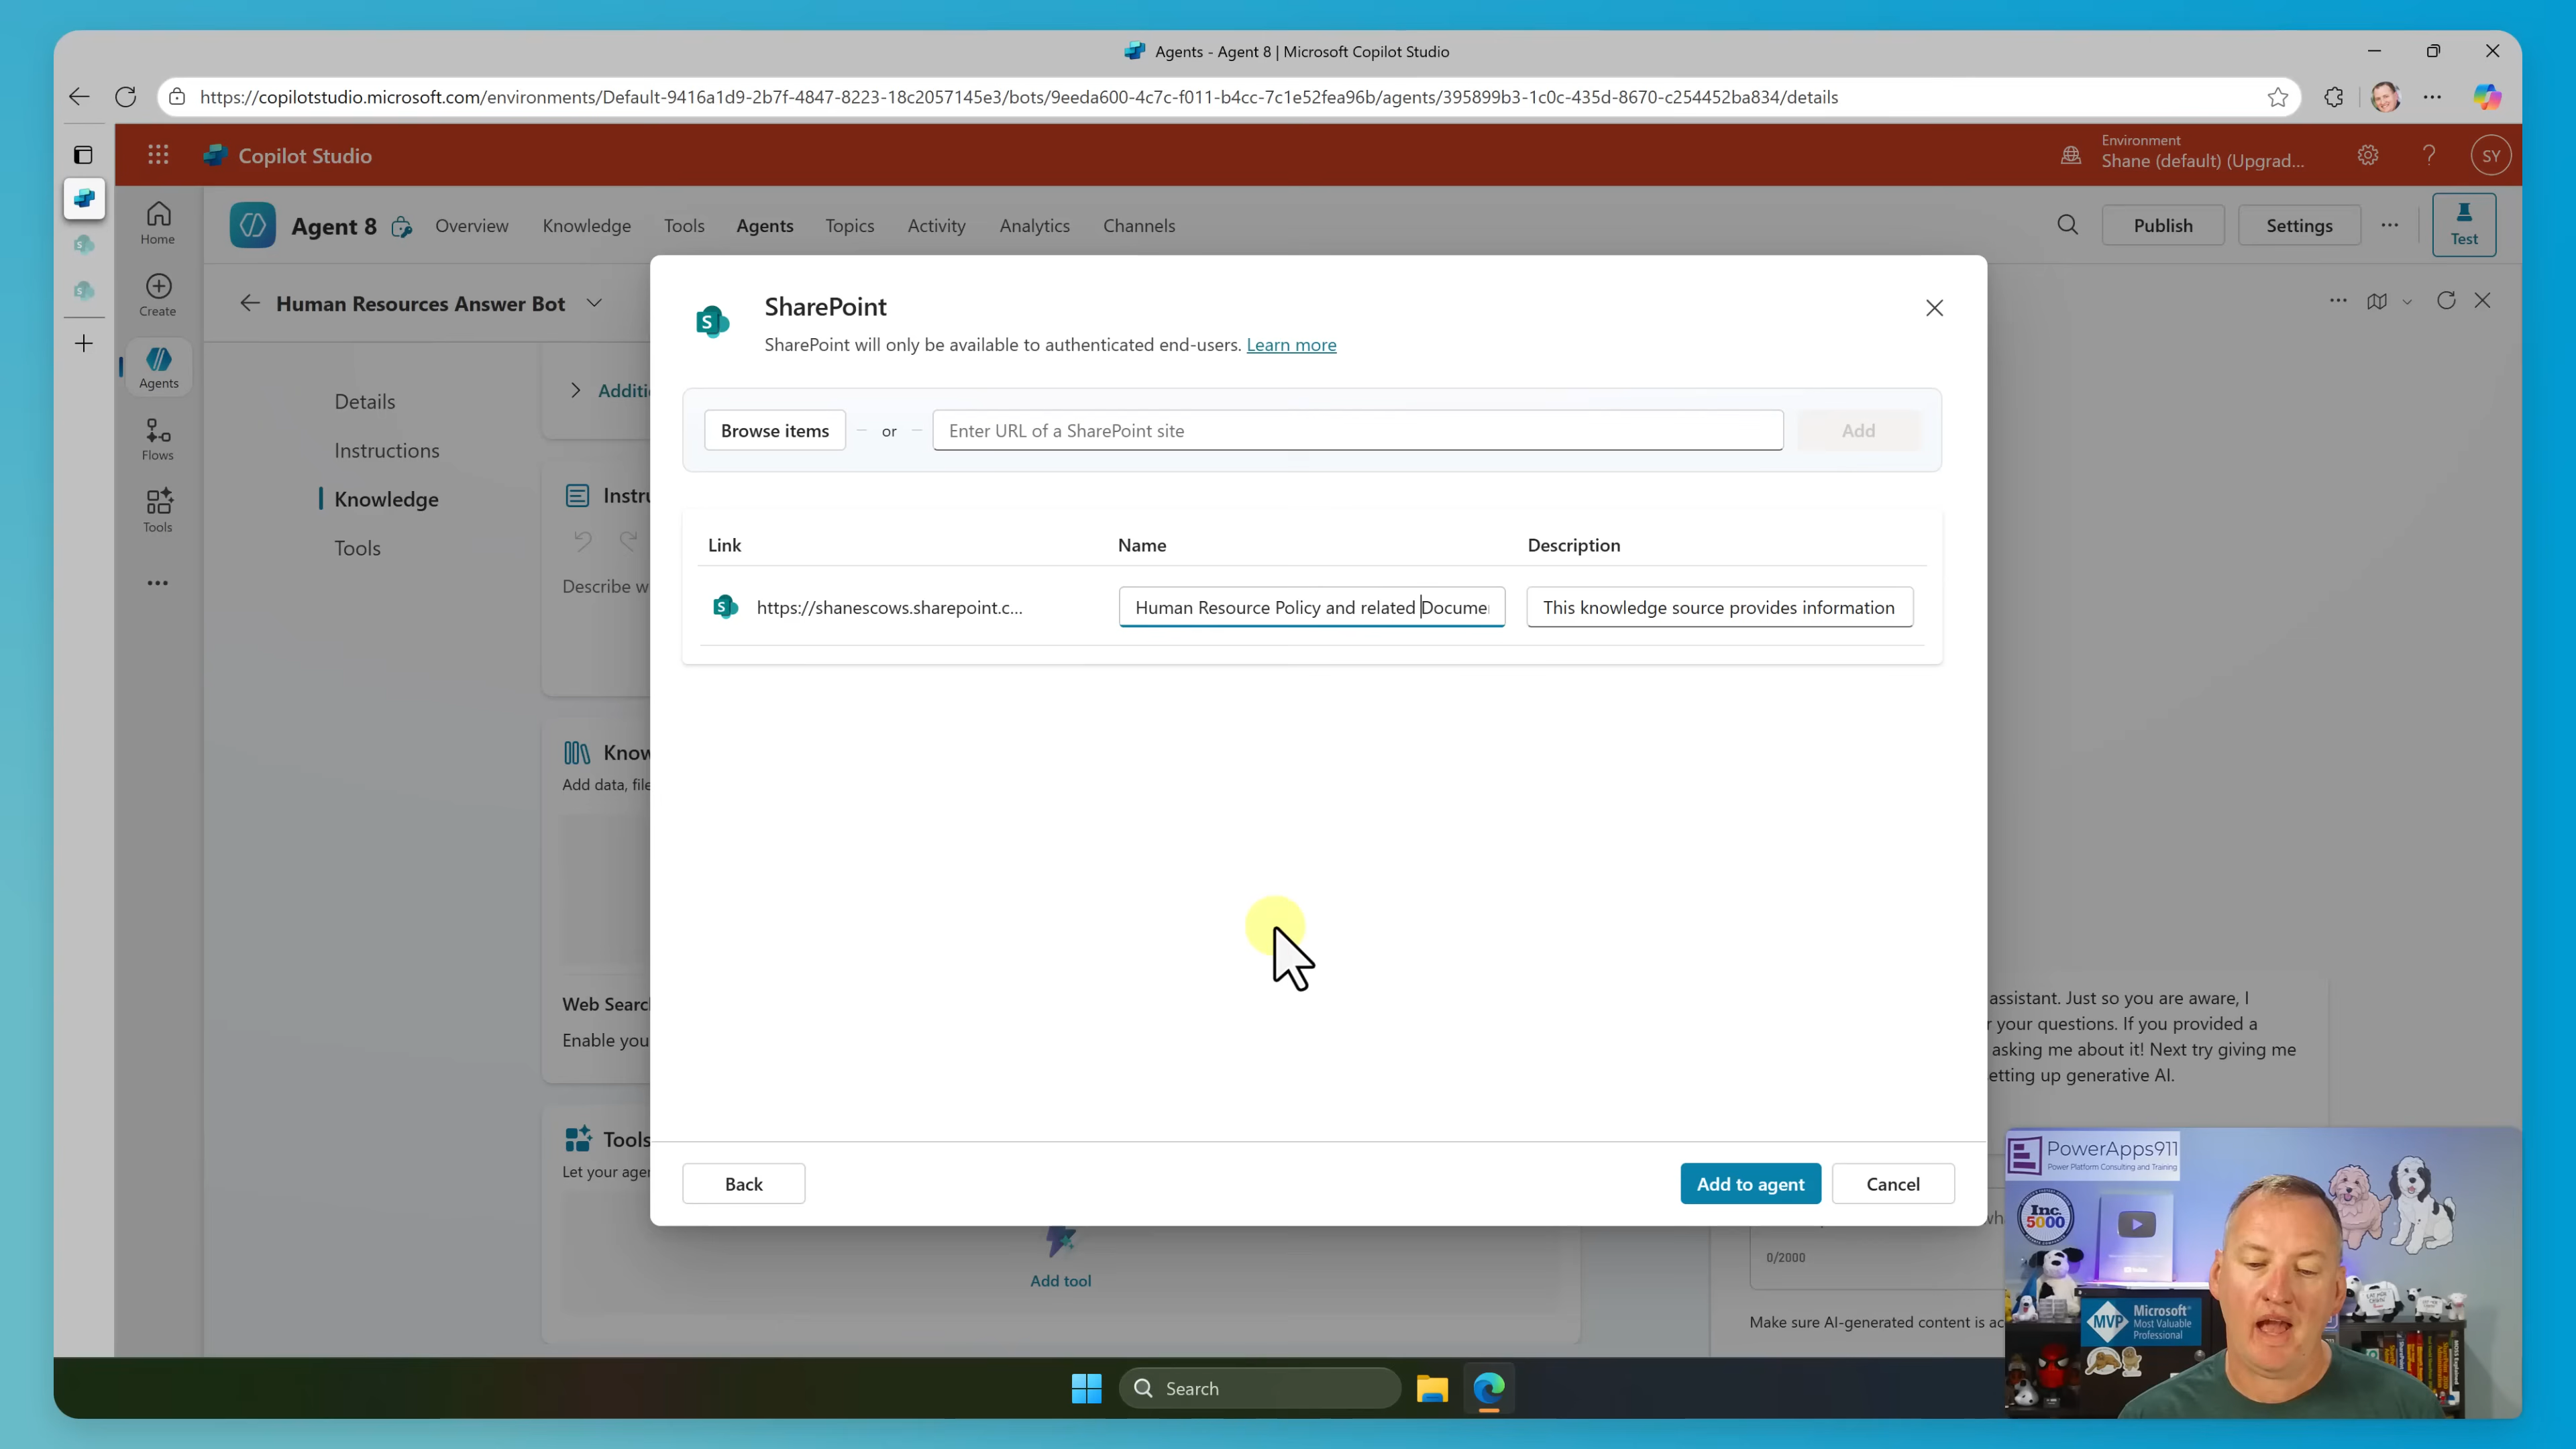 Agents - Agent 8 | Microsoft Copilot Studio
https://copilotstudio.microsoft.com/environments/Default-9416a1d9-2b7f-4847-8223-18c2057145e3/bots/9eeda600-4c7c-f011-b4cc-7c1e52fea96b/agents/395899b3-1c0c-435d-8670-c254452ba834/details
Copilot Studio
Environment
Shane (default) (Upgrad...
SY
Home
Create
Agents
Flows
Tools
Agent 8
Overview
Knowledge
Tools
Agents
Topics
Activity
Analytics
Channels
Publish
Settings
Test
Human Resources Answer Bot
Details
Instructions
Knowledge
Tools
Additi
Instru
Describe w
Know
Add data, file
Web Search
Enable you
Tools
Let your ager
Add tool
SharePoint
SharePoint will only be available to authenticated end-users. Learn more
Browse items
or
Enter URL of a SharePoint site
Add
Link
Name
Description
https://shanescows.sharepoint.c...
Human Resource Policy and related Docume
This knowledge source provides information
Back
Add to agent
Cancel
assistant. Just so you are aware, I
r your questions. If you provided a
asking me about it! Next try giving me
etting up generative AI.
0/2000
Make sure AI-generated content is ac
PowerApps911
Power Platform Consulting and Training
Inc.
5000
MVP
Microsoft
Most Valuable
Professional
Search